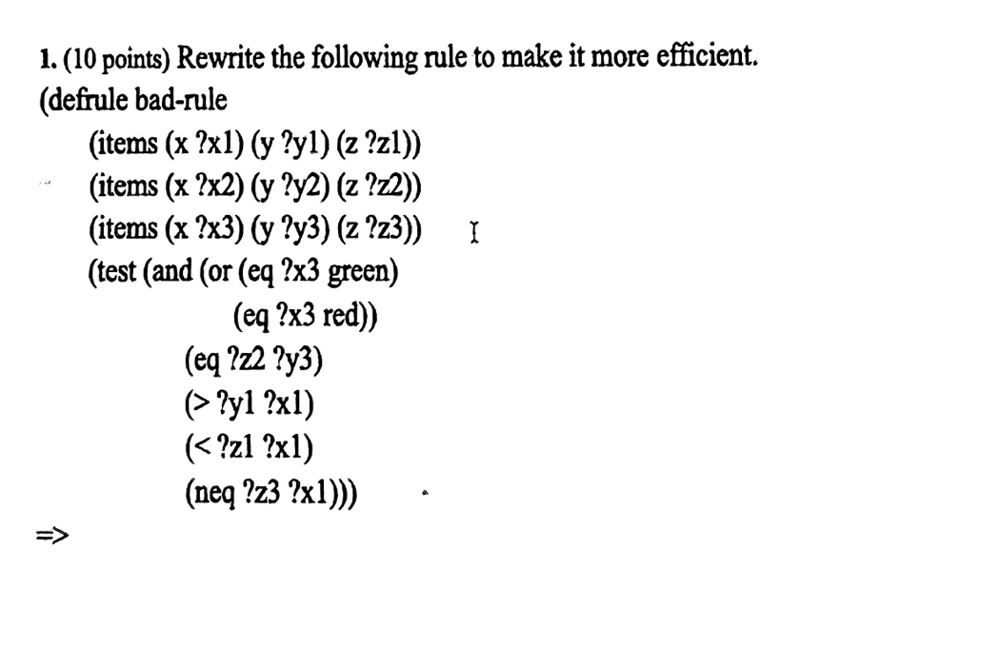 1. (10 points) Rewrite the following rule to make it more efficient.
(defrule bad-rule
(items (x ?x1) (y ?y1) (z ?z1))
(items (x ?x2) (y ?y2) (z ?z2))
(items (x ?x3) (y ?y3) (z ?z3))
(test (and (or (eq ?x3 green)
(eq ?x3 red))
(eq ?z2 ?y3)
(> ?y1 ?x1)
(< ?z1 ?x1)
(neq ?z3 ?x1)))
=>